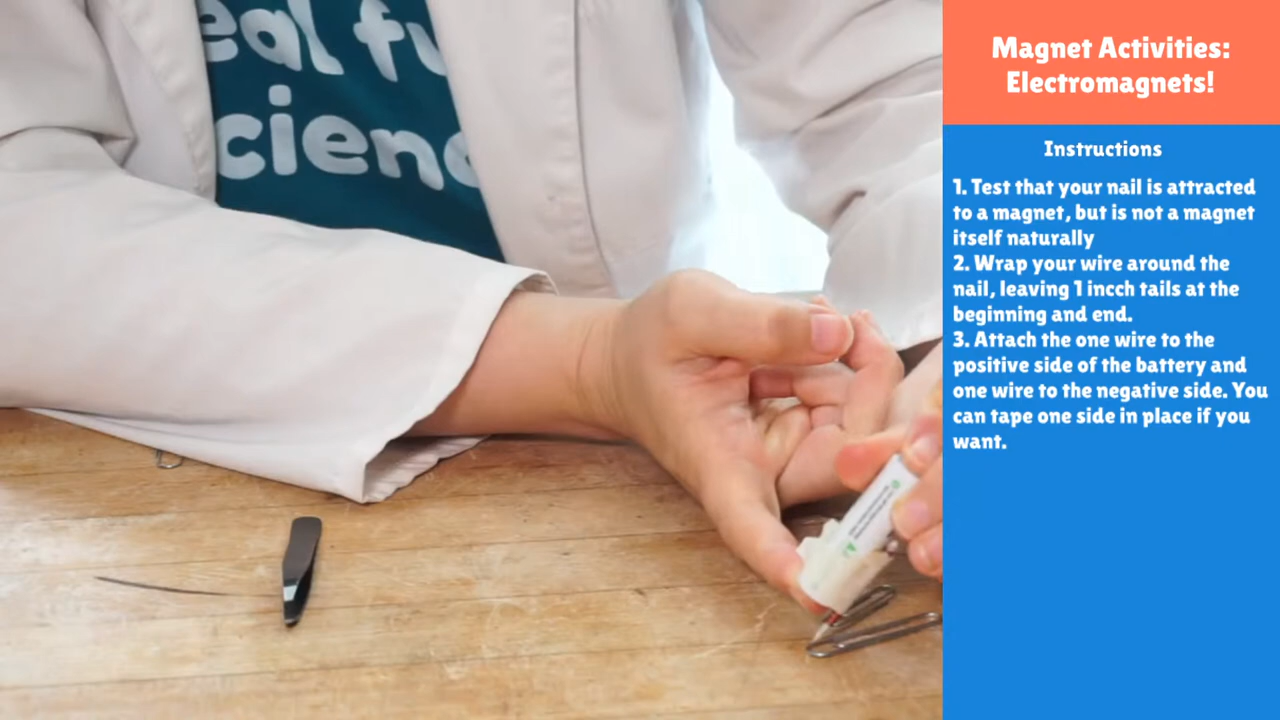 eal fu
cienc
Magnet Activities:
Electromagnets!
Instructions
1. Test that your nail is attracted
to a magnet, but is not a magnet
itself naturally
2. Wrap your wire around the
nail, leaving 1 incch tails at the
beginning and end.
3. Attach the one wire to the
positive side of the battery and
one wire to the negative side. You
can tape one side in place if you
want.